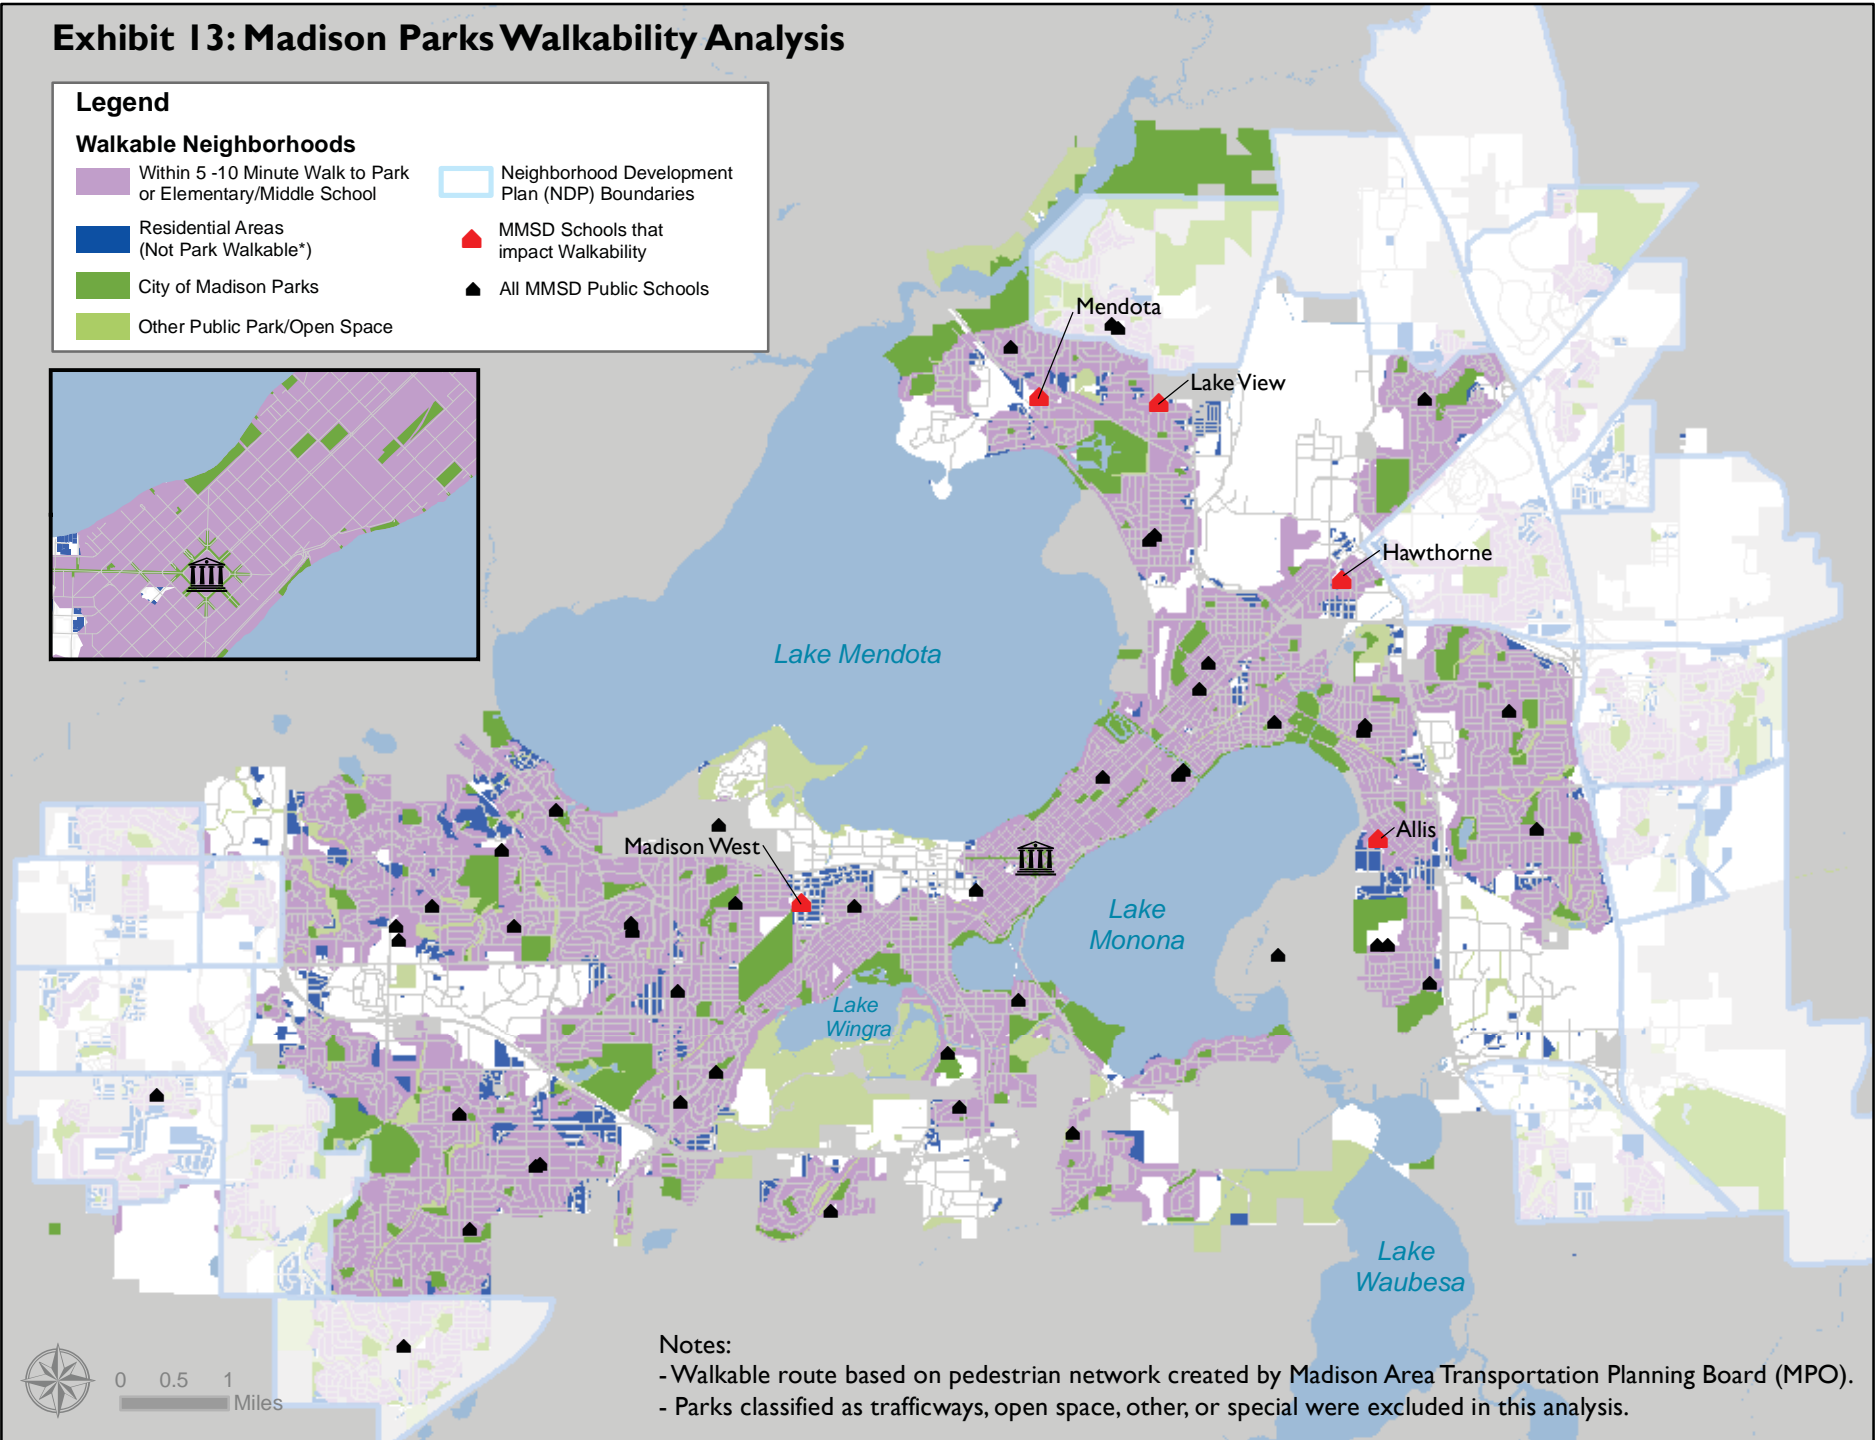 Exhibit 13: Madison Parks Walkability Analysis
Legend
Walkable Neighborhoods
Within 5 -10 Minute Walk to Park
or Elementary/Middle School
Residential Areas
(Not Park Walkable*)
City of Madison Parks
Other Public Park/Open Space
Neighborhood Development
Plan (NDP) Boundaries
MMSD Schools that
impact Walkability
All MMSD Public Schools
Mendota
Lake View
Hawthorne
Lake Mendota
Madison West
Allis
Lake
Monona
Lake
Wingra
Lake
Waubesa
0 0.5 1
Miles
Notes:
- Walkable route based on pedestrian network created by Madison Area Transportation Planning Board (MPO).
- Parks classified as trafficways, open space, other, or special were excluded in this analysis.